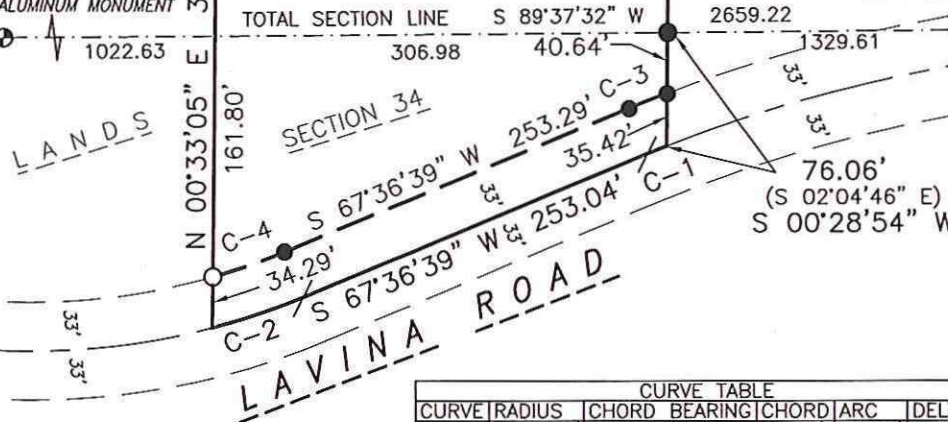 ALUMINUM MONUMENT
TOTAL SECTION LINE S 89°37'32" W 2659.22
1022.63 306.98 40.64' 1329.61
N 00°33'05" E 3
161.80'
LANDS
SECTION 34
C-3
33'
33'
S 67°36'39" W 253.29'
35.42'
C-1
76.06'
(S 02°04'46" E)
S 00°28'54" W
C-4
34.29'
33'
33'
S 67°36'39" W 253.04'
C-2
33'
33'
LAVINA ROAD
CURVE TABLE
CURVE RADIUS CHORD BEARING CHORD ARC DEL